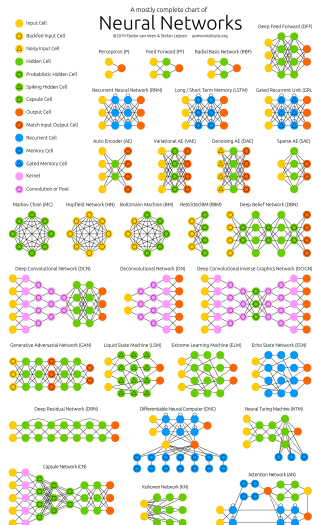 A mostly complete chart of
Neural Networks
©2019 Fjodor van Veen & Stefan Leijnen asimovinstitute.org
Input Cell
Backfed Input Cell
Noisy Input Cell
Hidden Cell
Probabilistic Hidden Cell
Spiking Hidden Cell
Capsule Cell
Output Cell
Match Input Output Cell
Recurrent Cell
Memory Cell
Gated Memory Cell
Kernel
Convolution or Pool
Deep Feed Forward (DFF)
Perceptron (P)
Feed Forward (FF)
Radial Basis Network (RBF)
Recurrent Neural Network (RNN)
Long / Short Term Memory (LSTM)
Gated Recurrent Unit (GRU)
Auto Encoder (AE)
Variational AE (VAE)
Denoising AE (DAE)
Sparse AE (SAE)
Markov Chain (MC)
Hopfield Network (HN)
Boltzmann Machine (BM)
Restricted BM (RBM)
Deep Belief Network (DBN)
Deep Convolutional Network (DCN)
Deconvolutional Network (DN)
Deep Convolutional Inverse Graphics Network (DCIGN)
Generative Adversarial Network (GAN)
Liquid State Machine (LSM)
Extreme Learning Machine (ELM)
Echo State Network (ESN)
Deep Residual Network (DRN)
Differentiable Neural Computer (DNC)
Neural Turing Machine (NTM)
Capsule Network (CN)
Kohonen Network (KN)
Attention Network (AN)